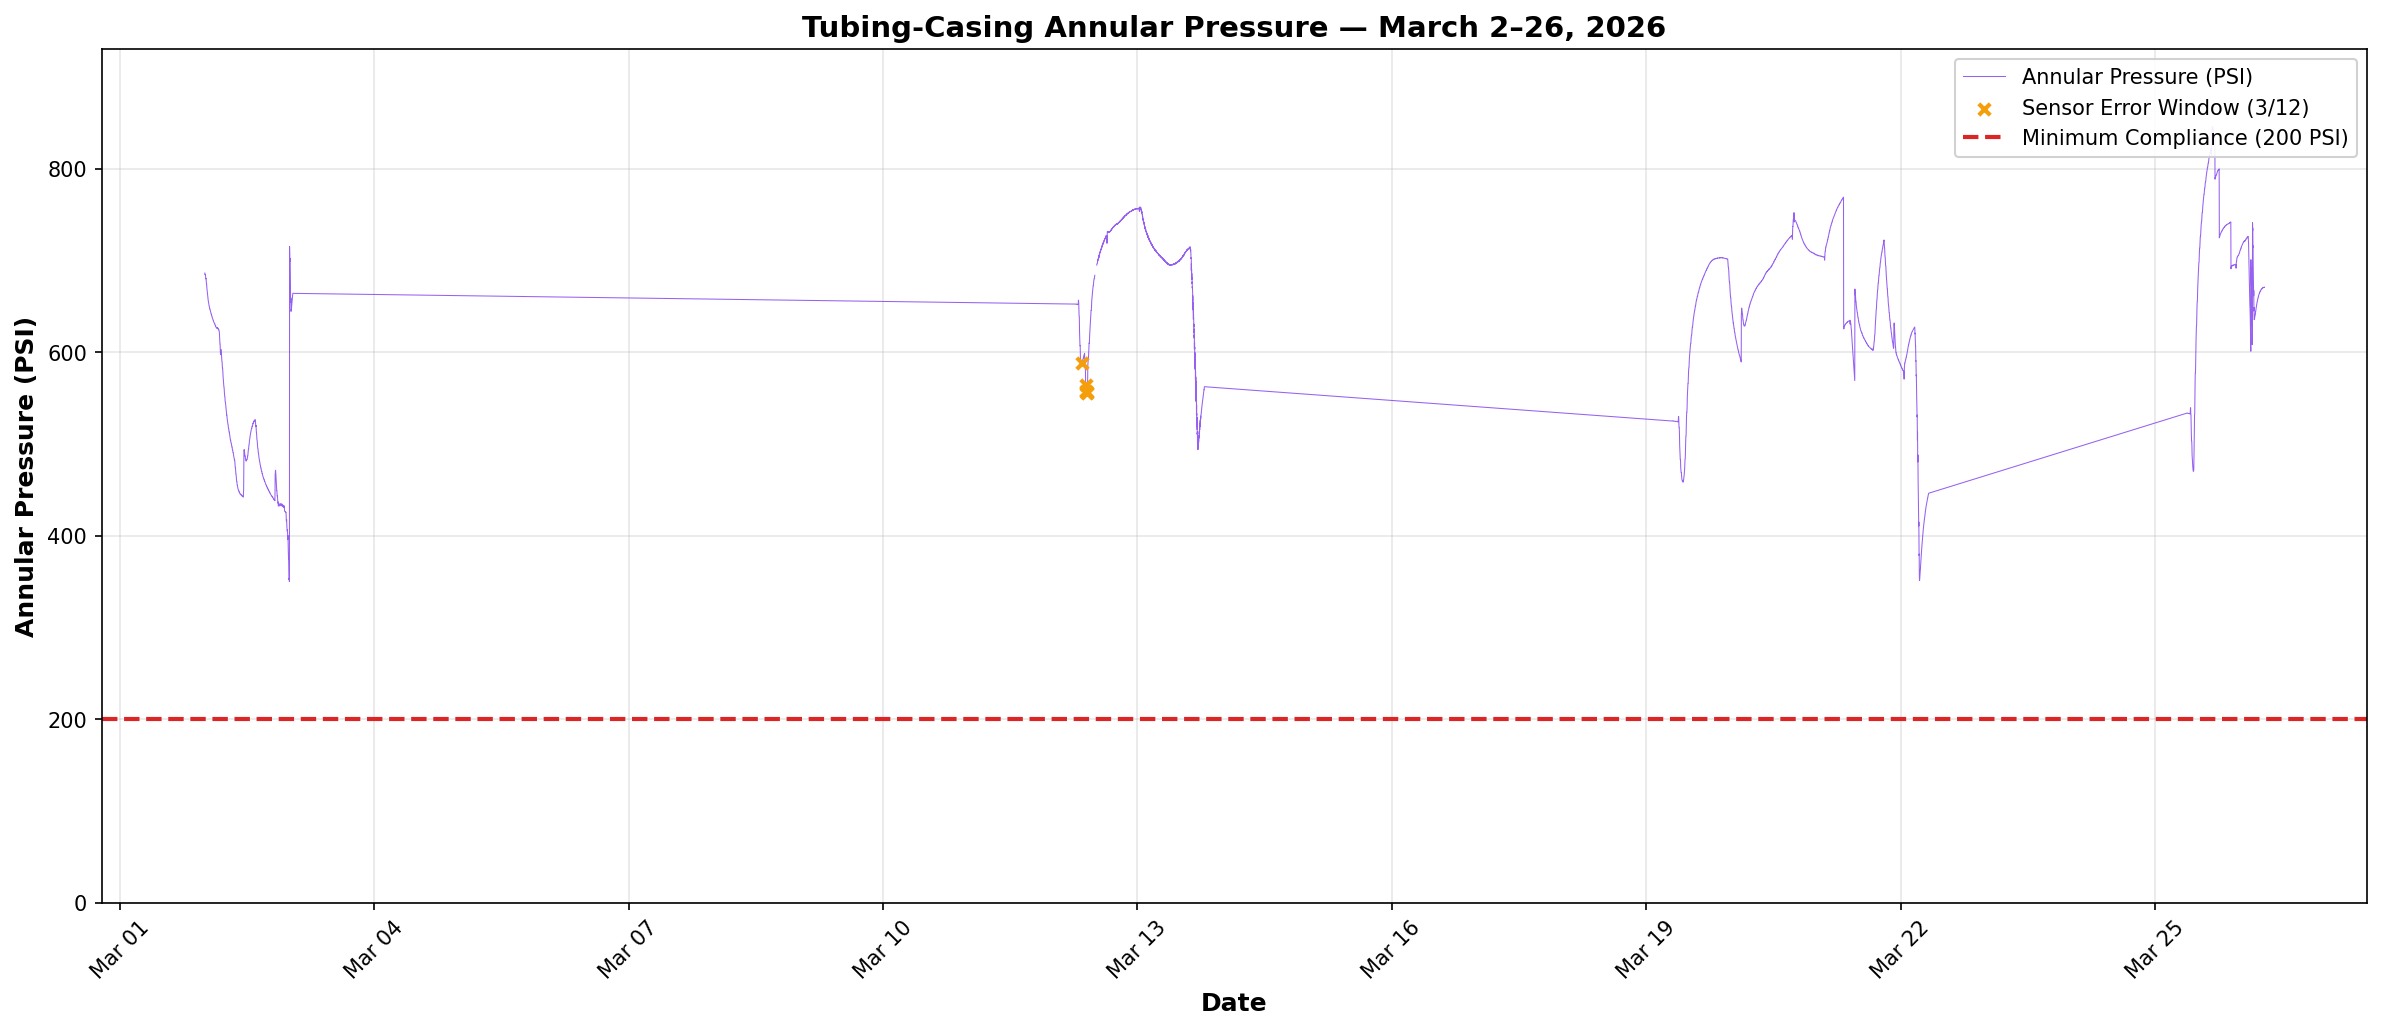 Tubing-Casing Annular Pressure — March 2–26, 2026
Annular Pressure (PSI)
Sensor Error Window (3/12)
Minimum Compliance (200 PSI)
Annular Pressure (PSI)
800
600
400
200
0
Mar 01
Mar 04
Mar 07
Mar 10
Mar 13
Mar 16
Mar 19
Mar 22
Mar 25
Date